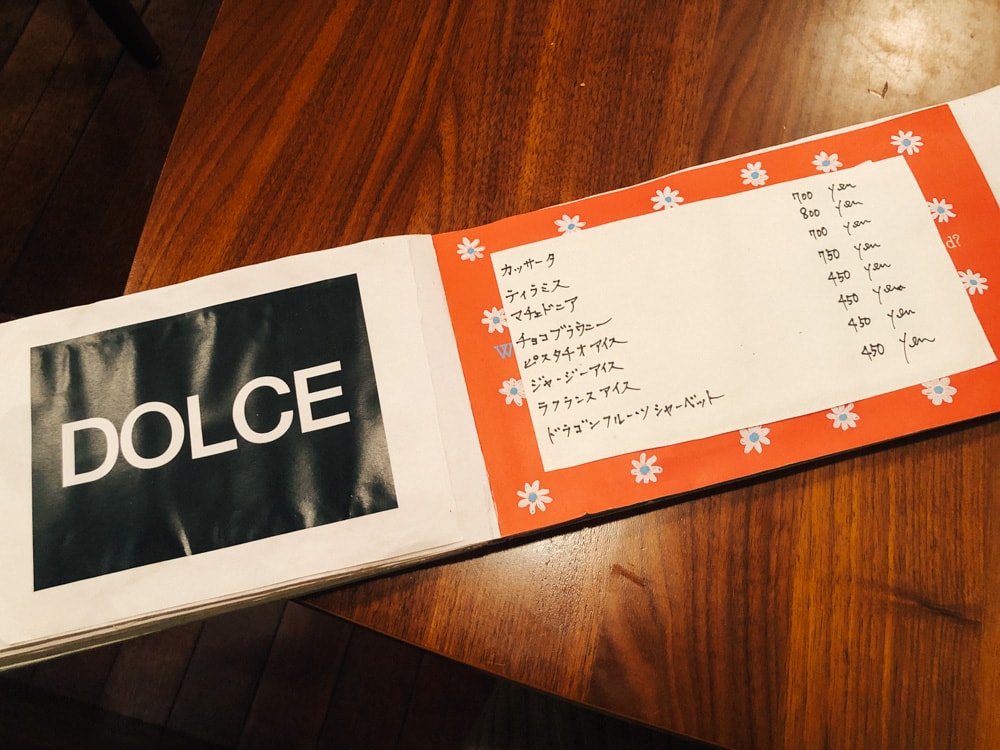 DOLCE
カッサータ 700 yen
ティラミス 800 yen
マチェドニア 700 yen
チョコブラウニー 750 yen
ピスタチオアイス 450 yen
ジャージーアイス 450 yen
ラフランスアイス 450 yen
ドラゴンフルーツシャーベット 450 yen
W
d?